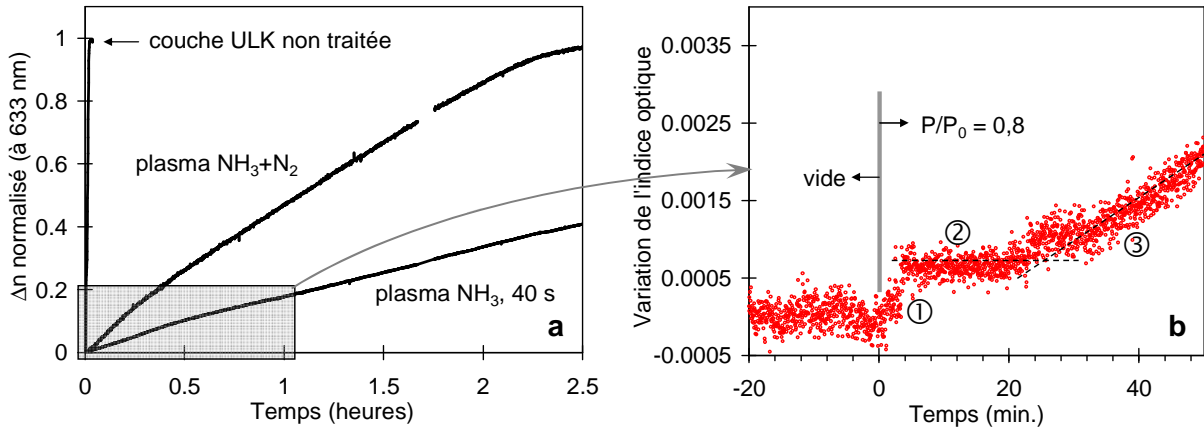 1
0.8
0.6
0.4
0.2
0
Δn normalisé (à 633 nm)
couche ULK non traitée
plasma NH3+N2
plasma NH3, 40 s
a
0
0.5
1
1.5
2
2.5
Temps (heures)
0.0035
0.0025
0.0015
0.0005
-0.0005
Variation de l'indice optique
P/P0 = 0,8
vide
①
②
③
b
-20
0
20
40
Temps (min.)